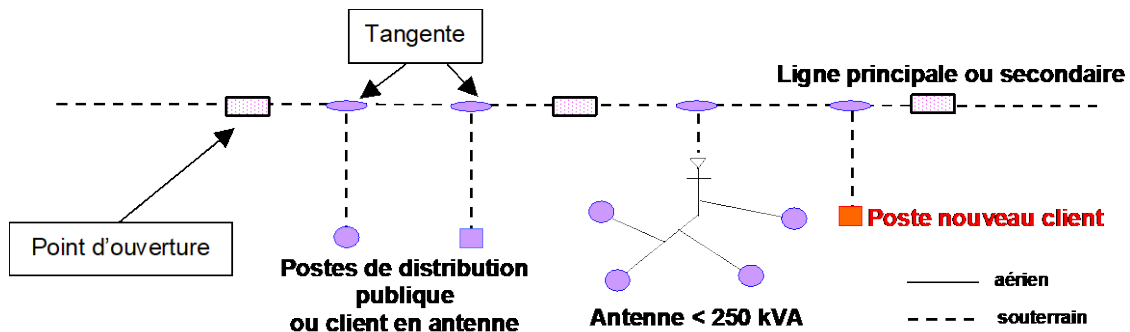 Tangente
Ligne principale ou secondaire
Point d'ouverture
Poste nouveau client
Postes de distribution
publique
ou client en antenne
Antenne < 250 kVA
aérien
souterrain